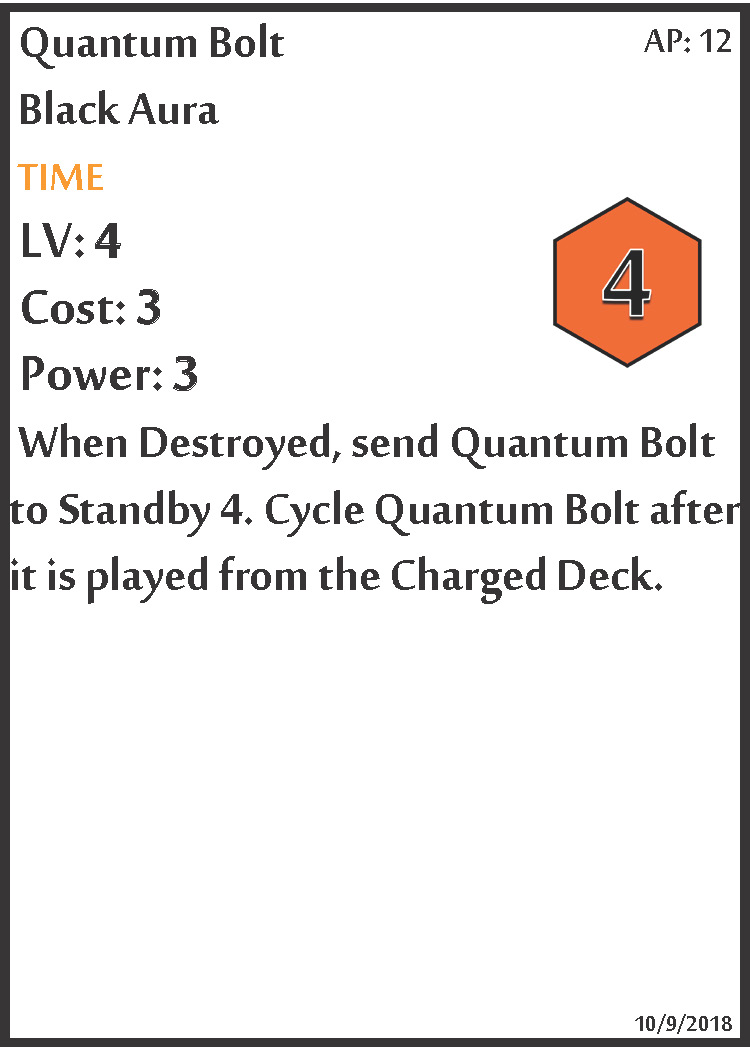 Quantum Bolt
AP: 12
Black Aura
TIME
LV: 4
4
Cost: 3
Power: 3
When Destroyed, send Quantum Bolt
to Standby 4. Cycle Quantum Bolt after
it is played from the Charged Deck.
10/9/2018